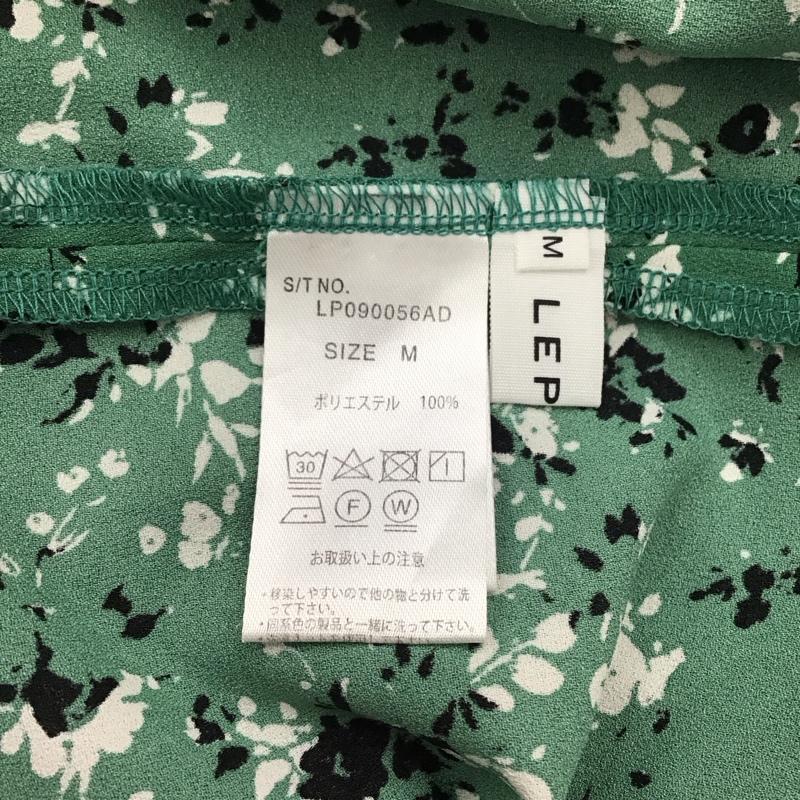 S/T NO.
LP090056AD
SIZE M
ポリエステル 100%
30
F W
お取扱い上の注意
・移染しやすいので他の物と分けて洗
って下さい。
・同系色の製品と一緒に洗って下さい。
M
LEP